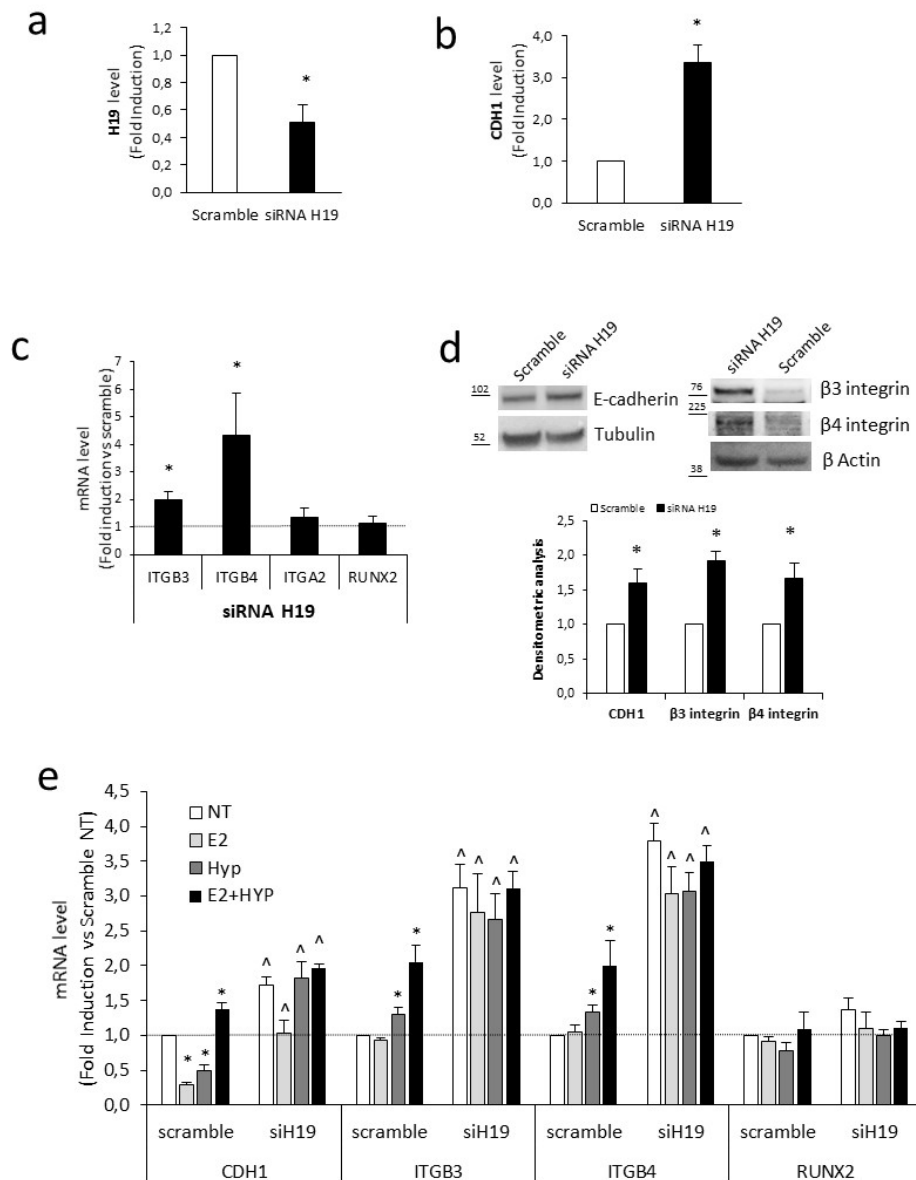 a
H19 level
(Fold Induction)
1,2
1,0
0,8
0,6
0,4
0,2
0,0
*
Scramble siRNA H19
b
CDH1 level
(Fold Induction)
4,0
3,0
2,0
1,0
0,0
*
Scramble siRNA H19
c
mRNA level
(Fold induction vs scramble)
7
6
5
4
3
2
1
0
* *
ITGB3 ITGB4 ITGA2 RUNX2
siRNA H19
d
Scramble siRNA H19
102 E-cadherin
52 Tubulin
siRNA H19 Scramble
76 β3 integrin
225 β4 integrin
38 β Actin
Scramble siRNA H19
Densitometric analysis
2,5
2,0
1,5
1,0
0,5
0,0
* * *
CDH1 β3 integrin β4 integrin
e
mRNA level
(Fold Induction vs Scramble NT)
4,5
4,0
3,5
3,0
2,5
2,0
1,5
1,0
0,5
0,0
NT
E2
Hyp
E2+HYP
* * * ^ ^ ^ ^ * * ^ ^ ^ ^ * * ^ ^ ^ ^
scramble siH19 scramble siH19 scramble siH19 scramble siH19
CDH1 ITGB3 ITGB4 RUNX2